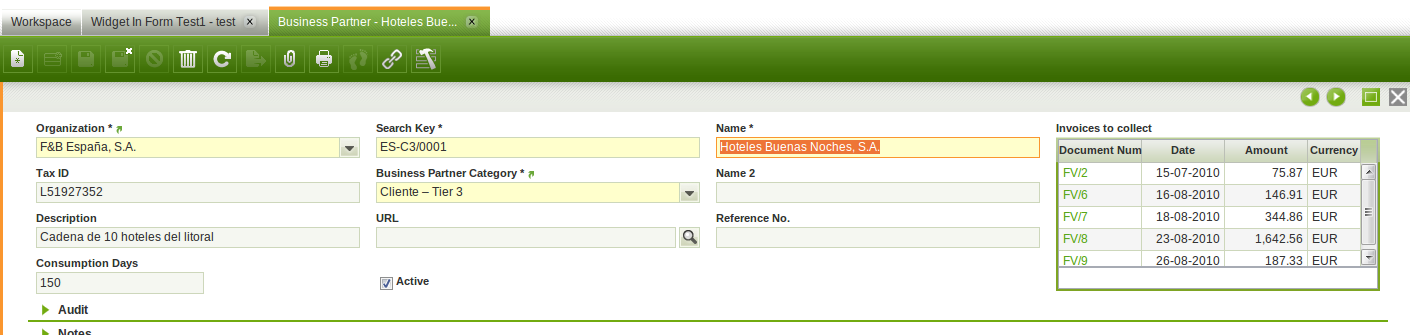 Workspace
Widget In Form Test1 - test
Business Partner - Hoteles Bue...
Organization *
Search Key *
Name *
Invoices to collect
F&B España, S.A.
ES-C3/0001
Hoteles Buenas Noches, S.A.
Document Num Date Amount Currency
FV/2 15-07-2010 75.87 EUR
FV/6 16-08-2010 146.91 EUR
FV/7 18-08-2010 344.86 EUR
FV/8 23-08-2010 1,642.56 EUR
FV/9 26-08-2010 187.33 EUR
Tax ID
Business Partner Category *
Name 2
L51927352
Cliente – Tier 3
Description
URL
Reference No.
Cadena de 10 hoteles del litoral
Consumption Days
150
Active
Audit
Notes